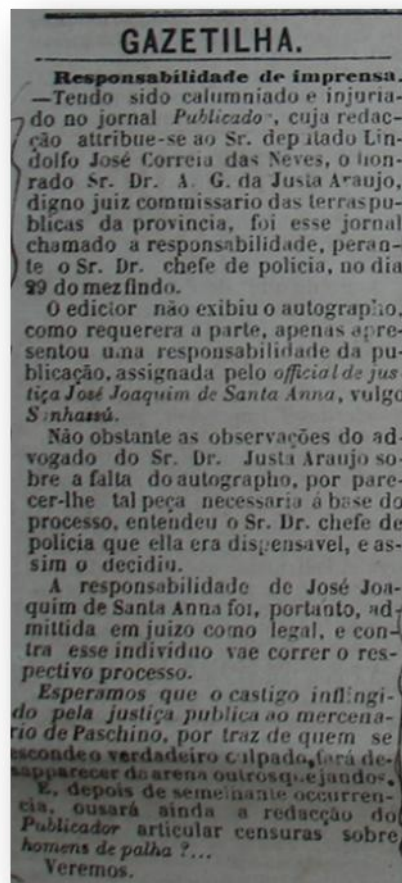 GAZETILHA.
Responsabilidade de imprensa.
—Tendo sido calumniado e injuria-
do no jornal Publicador, cuja redac-
ção attribue-se ao Sr. deputado Lin-
dolfo José Correia das Neves, o hon-
rado Sr. Dr. A. G. da Justa Araujo,
digno juiz commissario das terras pu-
blicas da provincia, foi esse jornal
chamado a responsabilidade, peran-
te o Sr. Dr. chefe de policia, no dia
29 do mez findo.
O edictor não exibiu o autographo,
como requerera a parte, apenas apre-
sentou uma responsabilidade da pu-
blicação, assignada pelo official de jus
tiça José Joaquim de Santa Anna, vulgo
Sanhassú.
Não obstante as observações do ad-
vogado do Sr. Dr. Justa Araujo so-
bre a falta do autographo, por pare-
cer-lhe tal peça necessaria á base do
processo, entendeu o Sr. Dr. chefe de
policia que ella era dispensavel, e as-
sim o decidiu.
A responsabilidade de José Joa-
quim de Santa Anna foi, portanto, ad-
mittida em juizo como legal, e con-
tra esse individuo vae correr o res-
pectivo processo.
Esperamos que o castigo inflingi-
do pela justiça publica ao mercena-
rio de Paschino, por traz de quem se
esconde o verdadeiro culpado, fará de-
sapparecer da arena outros que jandos.
E, depois de semelhante occurren-
cia, ousará ainda a redacção do
Publicador articular censuras sobre
homens de palha ?...
Veremos.